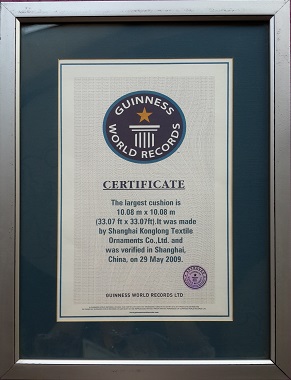 GUINNESS
WORLD RECORDS
CERTIFICATE
The largest cushion is
10.08 m x 10.08 m
(33.07 ft x 33.07ft).It was made
by Shanghai Konglong Textile
Ornaments Co.,Ltd. and
was verified in Shanghai,
China, on 29 May 2009.
GUINNESS WORLD RECORDS LTD